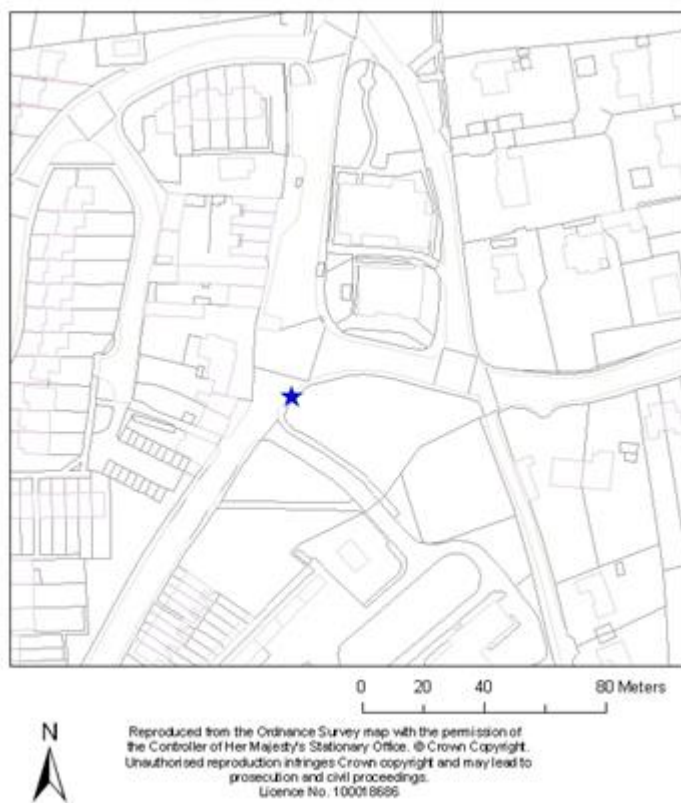 0 20 40 80 Meters
N
Reproduced from the Ordnance Survey map with the permission of
the Controller of Her Majesty's Stationary Office. © Crown Copyright.
Unauthorised reproduction infringes Crown copyright and may lead to
prosecution and civil proceedings.
Licence No. 100018686